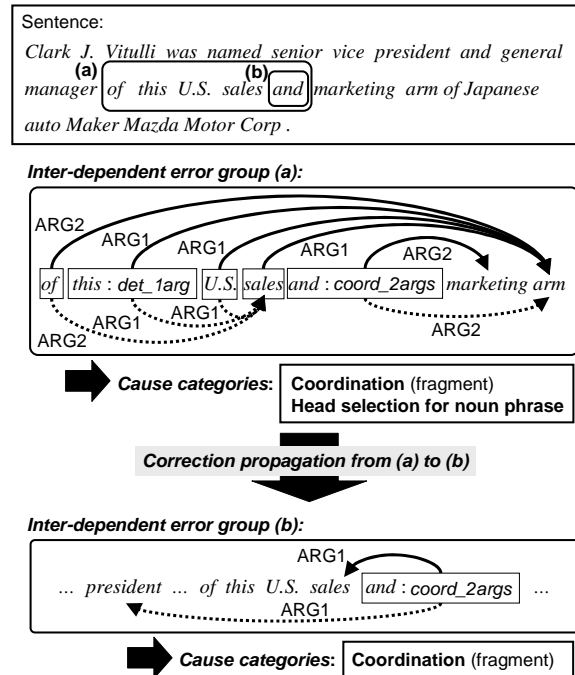 Sentence:
Clark J. Vitulli was named senior vice president and general
(a) (b)
manager of this U.S. sales and marketing arm of Japanese
auto Maker Mazda Motor Corp .
Inter-dependent error group (a):
ARG2 ARG1 ARG1 ARG1 ARG2
of this : det_1arg U.S. sales and : coord_2args marketing arm
ARG2 ARG1 ARG1 ARG2
Cause categories: Coordination (fragment)
Head selection for noun phrase
Correction propagation from (a) to (b)
Inter-dependent error group (b):
ARG1
... president ... of this U.S. sales and : coord_2args ...
ARG1
Cause categories: Coordination (fragment)